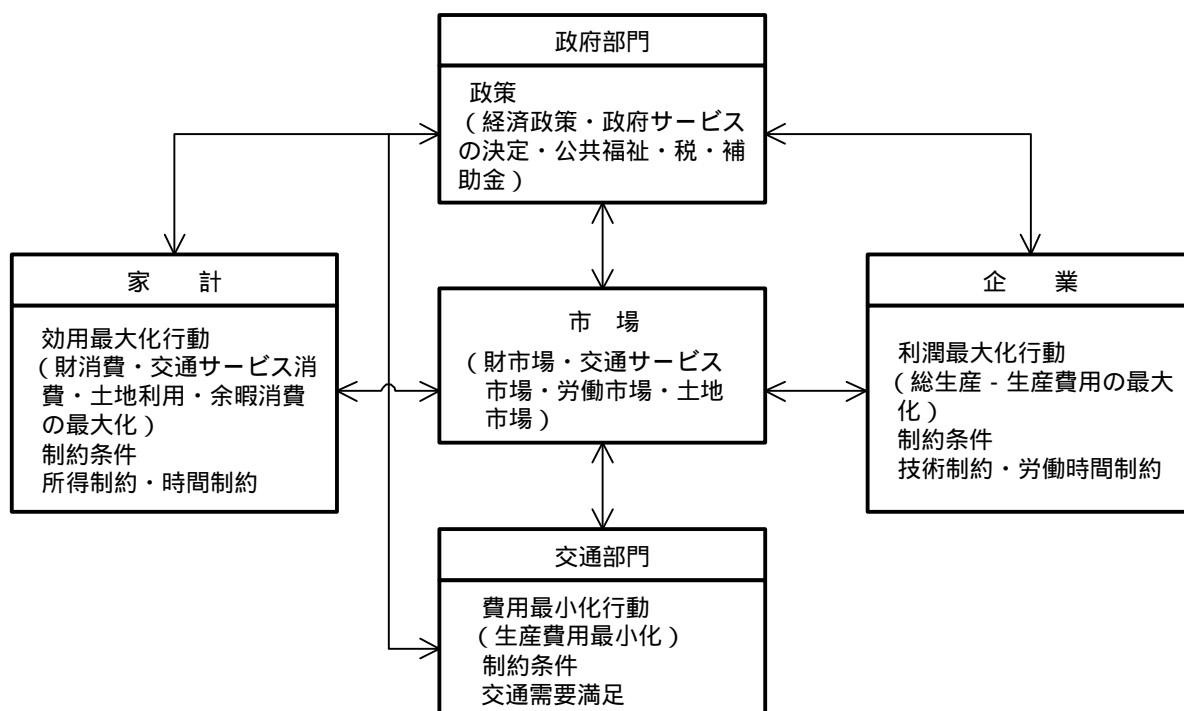 政府部門
政策
(経済政策・政府サービス
の決定・公共福祉・税・補
助金)
家　　計
効用最大化行動
(財消費・交通サービス消
費・土地利用・余暇消費
の最大化)
制約条件
所得制約・時間制約
市　場
(財市場・交通サービス
市場・労働市場・土地
市場)
企　　業
利潤最大化行動
(総生産 - 生産費用の最大
化)
制約条件
技術制約・労働時間制約
交通部門
費用最小化行動
(生産費用最小化)
制約条件
交通需要満足